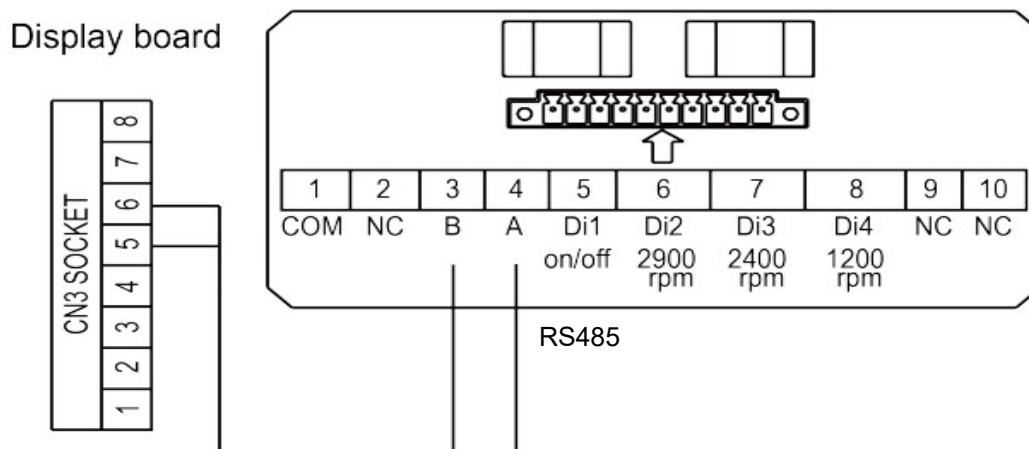 Display board
CN3 SOCKET
8
7
6
5
4
3
2
1
1 2 3 4 5 6 7 8 9 10
COM NC B A Di1 Di2 Di3 Di4 NC NC
on/off 2900 2400 1200
rpm rpm rpm
RS485